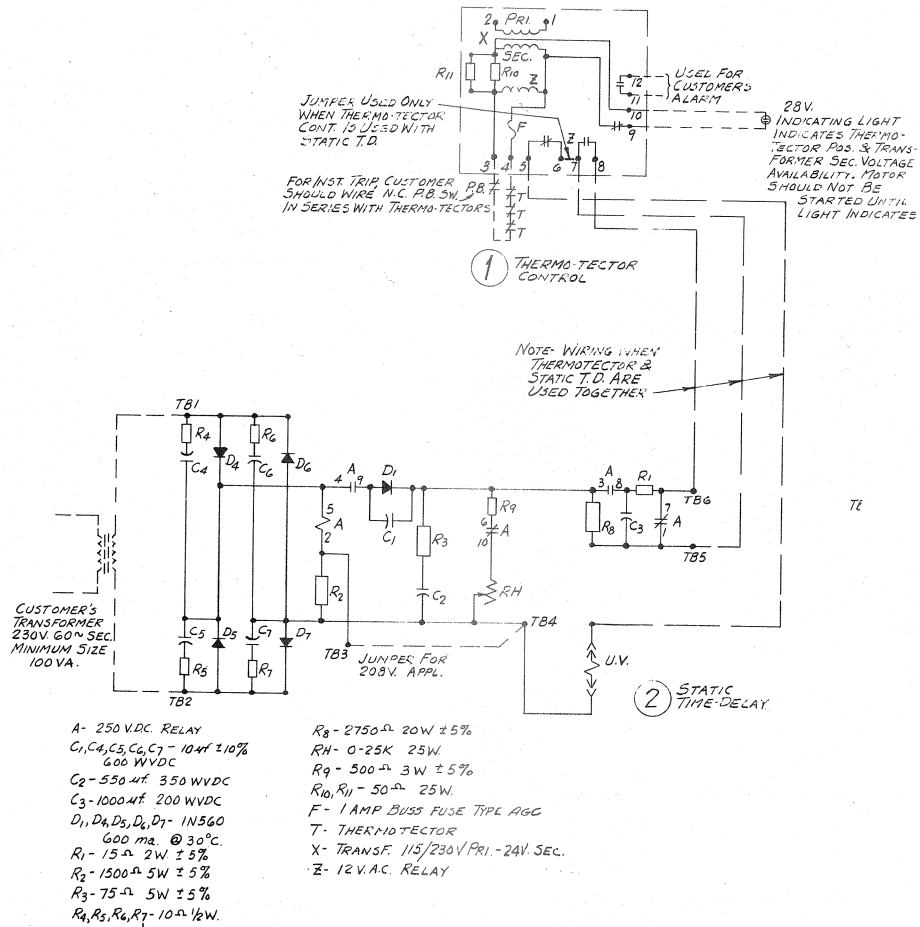 2 PRI. 1
X
SEC.
R11 R10
Z
12
11
10
9
USED FOR
CUSTOMERS
ALARM
JUMPER USED ONLY
WHEN THERMO-TECTOR
CONT. IS USED WITH
STATIC T.D.
F
Z
3 4 5 6 7 8
28V.
INDICATING LIGHT
INDICATES THERMO-
TECTOR POS. & TRANS-
FORMER SEC. VOLTAGE
AVAILABILITY. MOTOR
SHOULD NOT BE
STARTED UNTIL
LIGHT INDICATES
FOR INST. TRIP, CUSTOMER
SHOULD WIRE N.C. P.B. SW.
IN SERIES WITH THERMO-TECTORS
P.B.
T
T
T
1 THERMO-TECTOR
CONTROL
NOTE- WIRING WHEN
THERMOTECTOR &
STATIC T.D. ARE
USED TOGETHER
TB1
R4 D4 R6 D6
C4 C6
4 A 9 D1
C1
5
A
2
R3
R9
6
A
10
3 A 8 R1
R8 C3
7
A
1
TB6
TB5
R2
C2
RH
C5 D5 C7 D7
R5 R7
TB3 JUMPER FOR
208V. APPL.
TB4
U.V.
TB2
CUSTOMER'S
TRANSFORMER
230V. 60~ SEC.
MINIMUM SIZE
100VA.
2 STATIC
TIME-DELAY
A- 250 V.D.C. RELAY
C1,C4,C5,C6,C7- 10µf ±10%
600 WVDC
C2-550 µf. 350 WVDC
C3-1000µf. 200 WVDC
D1,D4,D5,D6,D7- 1N560
600 ma. @ 30°C.
R1- 15Ω 2W. ±5%
R2-1500Ω 5W ±5%
R3-75Ω 5W ±5%
R4,R5,R6,R7-10Ω 1/2W.
R8-2750Ω 20W ±5%
RH- 0-25K 25W.
R9-500Ω 3W ±5%
R10,R11-50Ω 25W.
F- 1 AMP BUSS FUSE TYPE AGC
T- THERMOTECTOR
X- TRANSF. 115/230V PRI.-24V. SEC.
Z- 12V.A.C. RELAY